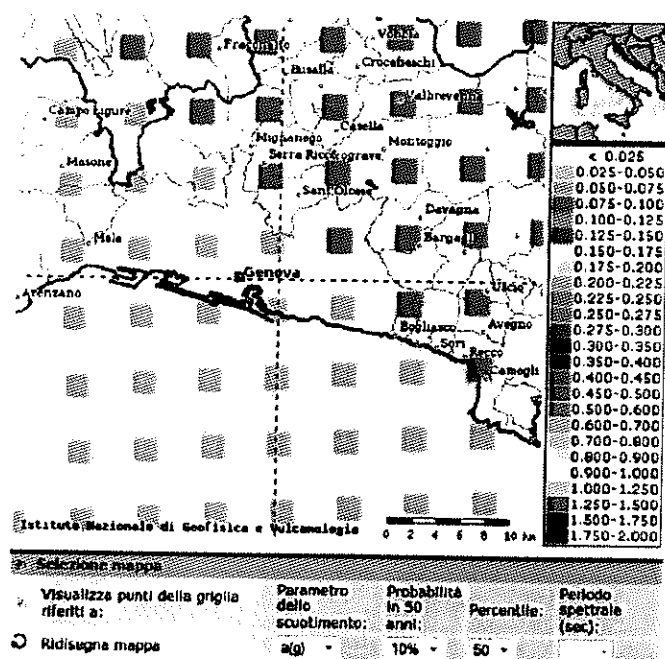 Vobbia
Fraconalto
Busalla
Crocefieschi
Campo Ligure
Valbrevenna
Casella
Mignanego
Montoggio
Masone
Serra Riccò
Sant'Olcese
Davagna
Mele
Bargagli
Genova
Arenzano
Uscio
Bogliasco
Avegno
Sori
Recco
Camogli
< 0.025
0.025-0.050
0.050-0.075
0.075-0.100
0.100-0.125
0.125-0.150
0.150-0.175
0.175-0.200
0.200-0.225
0.225-0.250
0.250-0.275
0.275-0.300
0.300-0.350
0.350-0.400
0.400-0.450
0.450-0.500
0.500-0.600
0.600-0.700
0.700-0.800
0.800-0.900
0.900-1.000
1.000-1.250
1.250-1.500
1.500-1.750
1.750-2.000
Istituto Nazionale di Geofisica e Vulcanologia
0 2 4 6 8 10 km
Selezione mappa
Visualizza punti della griglia
riferiti a:
Parametro
dello
scuotimento:
Probabilità
in 50
anni:
Percentile:
Periodo
spettrale
(sec):
Ridisegna mappa
a(g)
10%
50